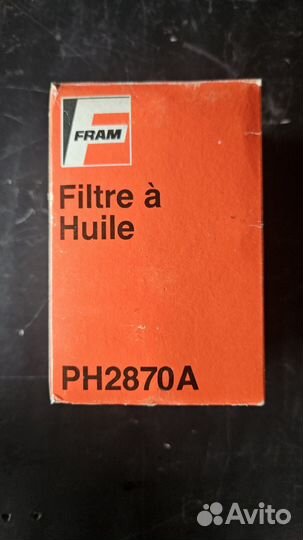 FRAM
Filtre à
Huile
PH2870A
Avito